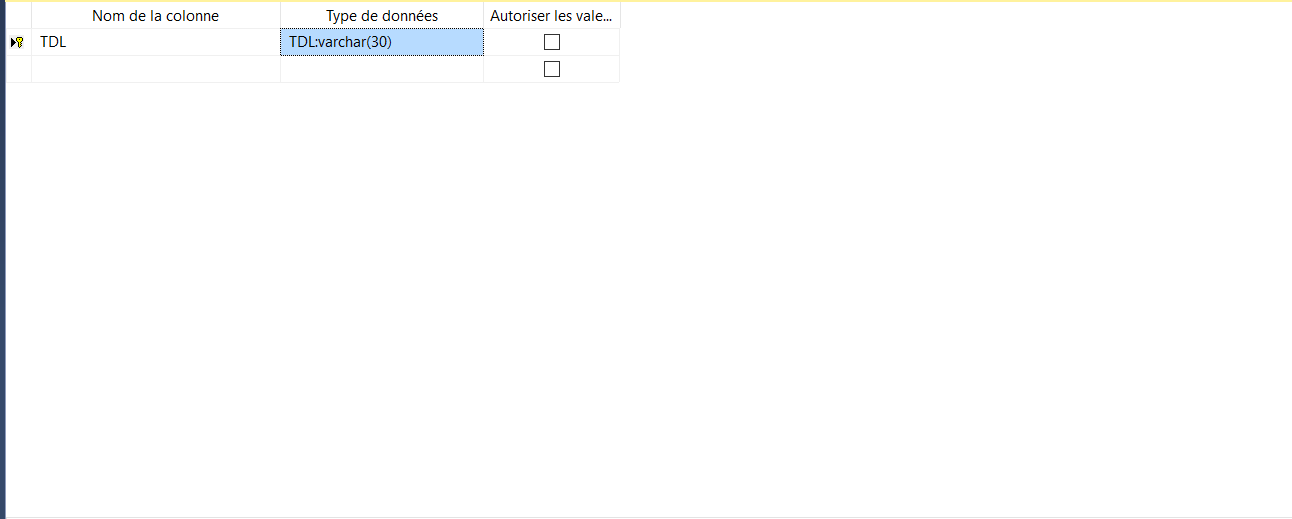 Nom de la colonne Type de données Autoriser les vale...
TDL TDL:varchar(30)